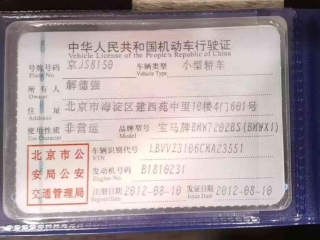 中华人民共和国机动车行驶证
Vehicle License of the People's Republic of China
号牌号码 京JS8150 车辆类型 小型轿车
Plate No. Vehicle Type
所有人 解德强
Owner
住址 北京市海淀区建西苑中里10楼4门601号
Address
使用性质 非营运 品牌型号 宝马牌BMW7202BS(BMWX1)
Use Character Model
北京市公 车辆识别代号 LBVVZ3106CMAZ3551
VIN
安局公安 发动机号码 B1816231
Engine No.
交通管理局 注册日期 2012-08-10 发证日期 2012-08-10
Register Date Issue Date